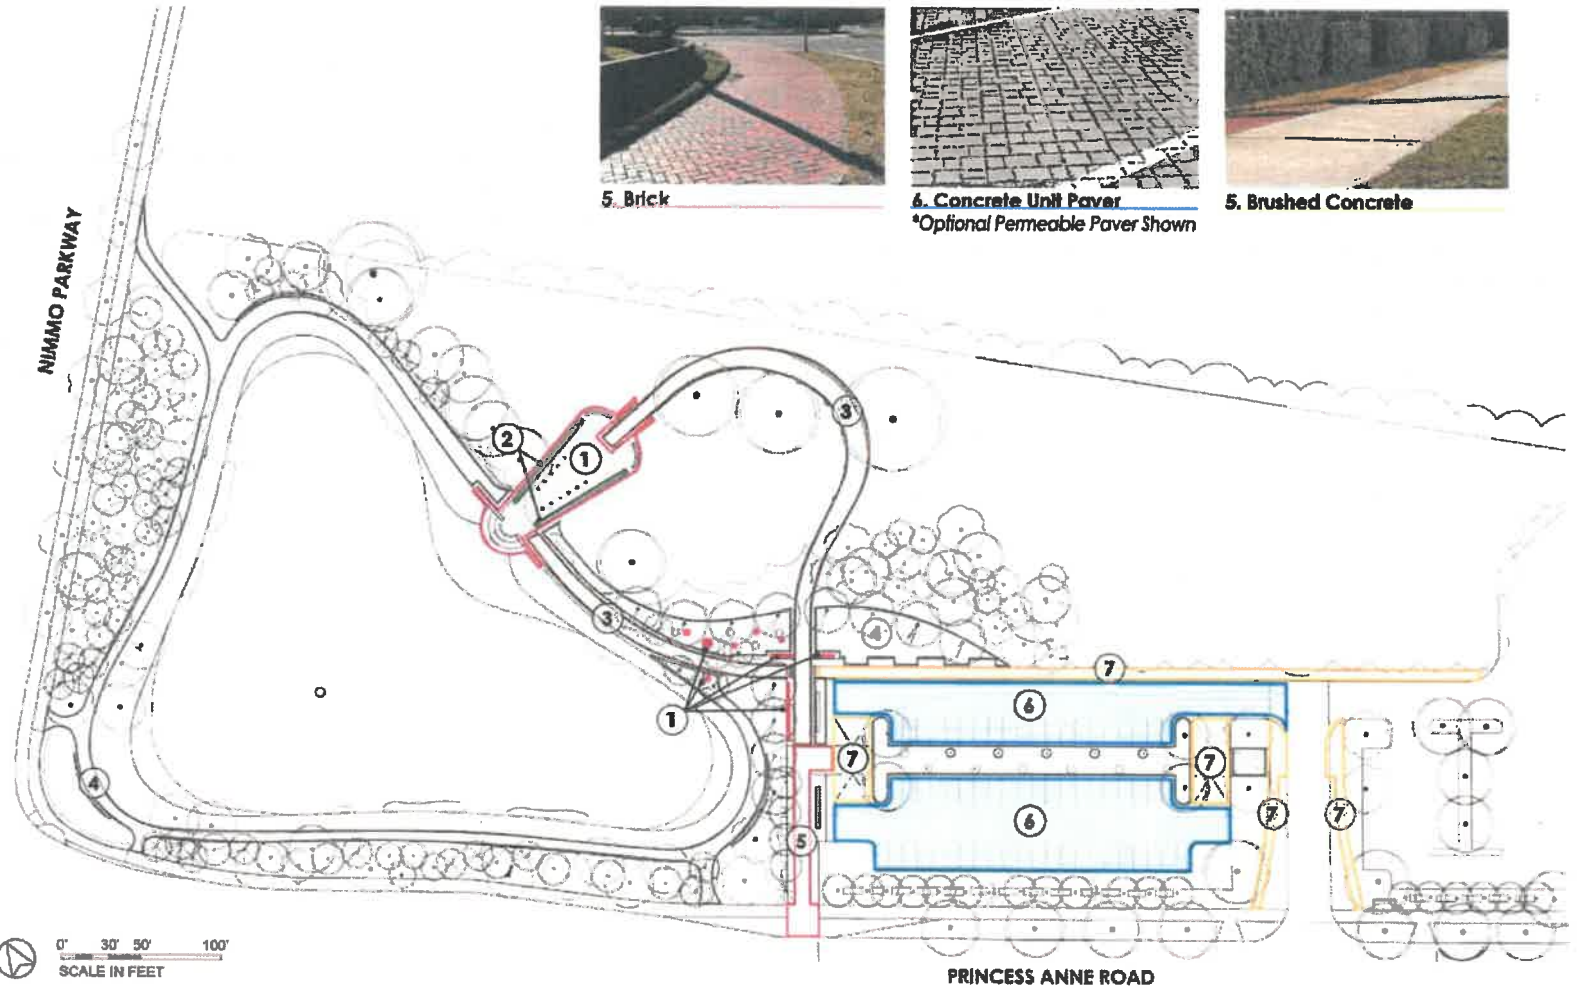 5. Brick
6. Concrete Unit Paver
*Optional Permeable Paver Shown
5. Brushed Concrete
NIMMO PARKWAY
3
2
1
3
4
7
6
1
7
7
4
6
7
7
5
0' 30' 50' 100'
SCALE IN FEET
PRINCESS ANNE ROAD